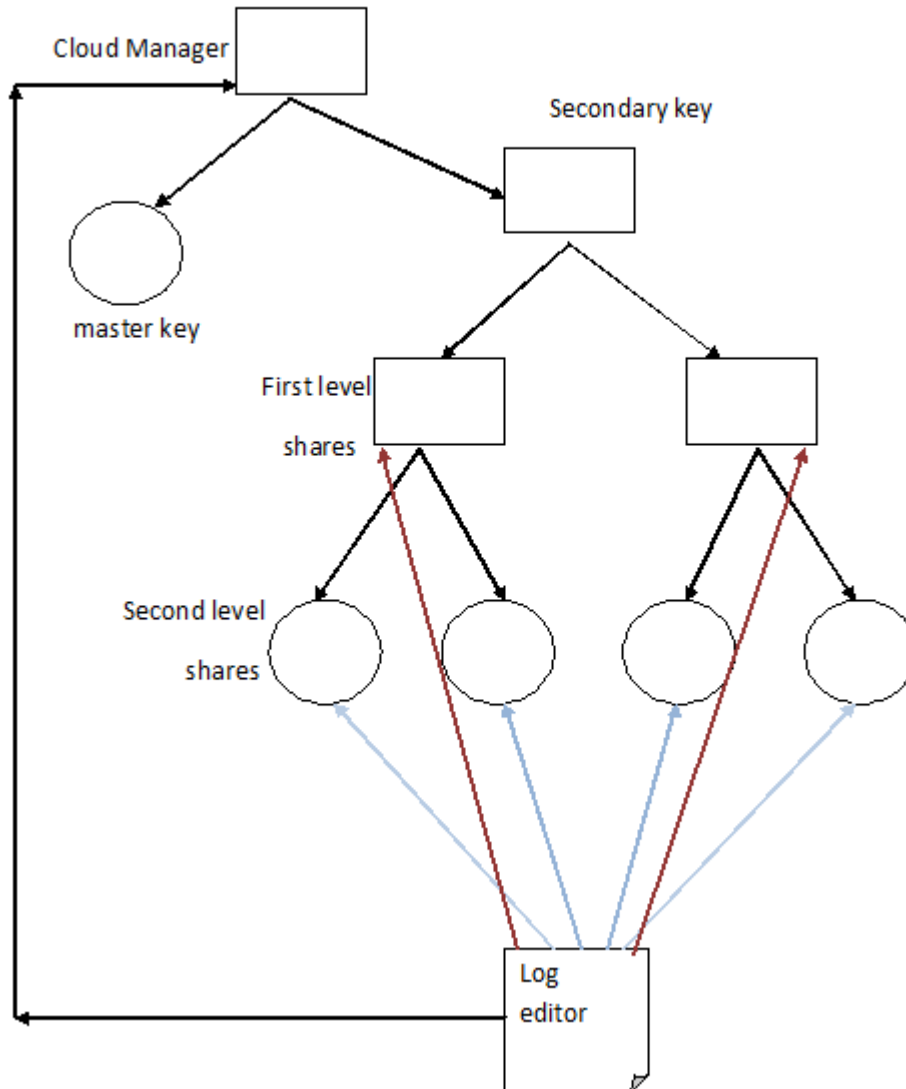 Cloud Manager
Secondary key
master key
First level
shares
Second level
shares
Log
editor